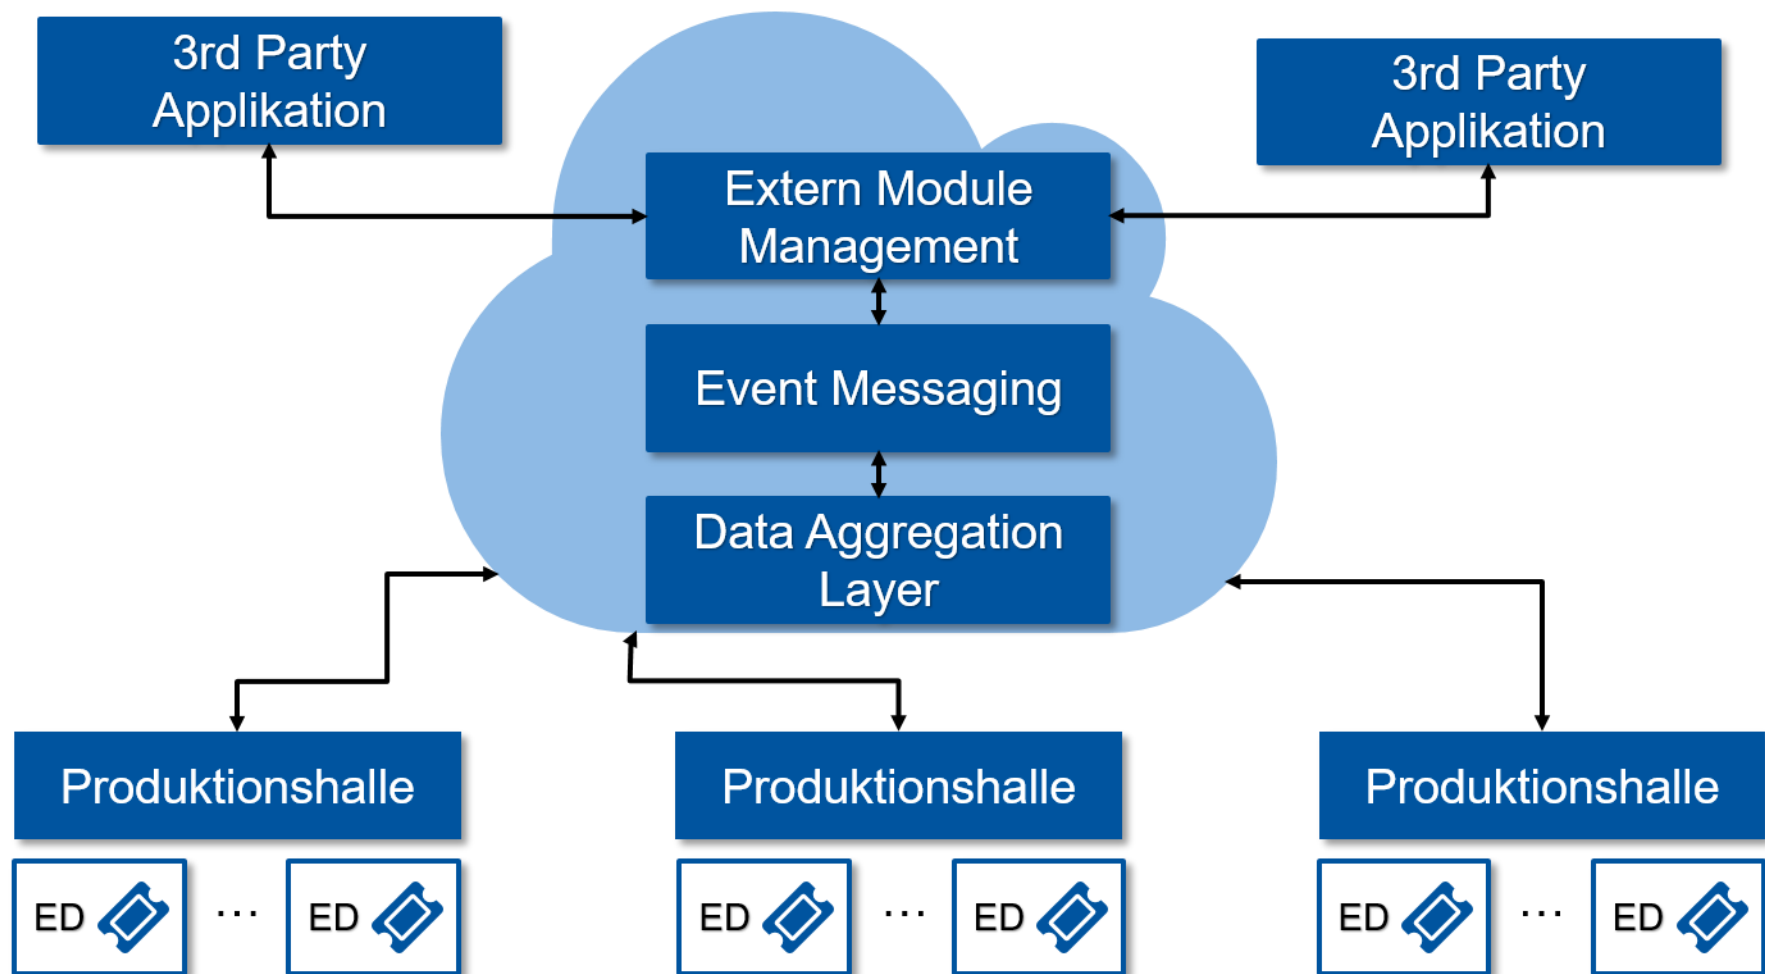 3rd Party
Applikation
3rd Party
Applikation
Extern Module
Management
Event Messaging
Data Aggregation
Layer
Produktionshalle
Produktionshalle
Produktionshalle
ED ... ED
ED ... ED
ED ... ED